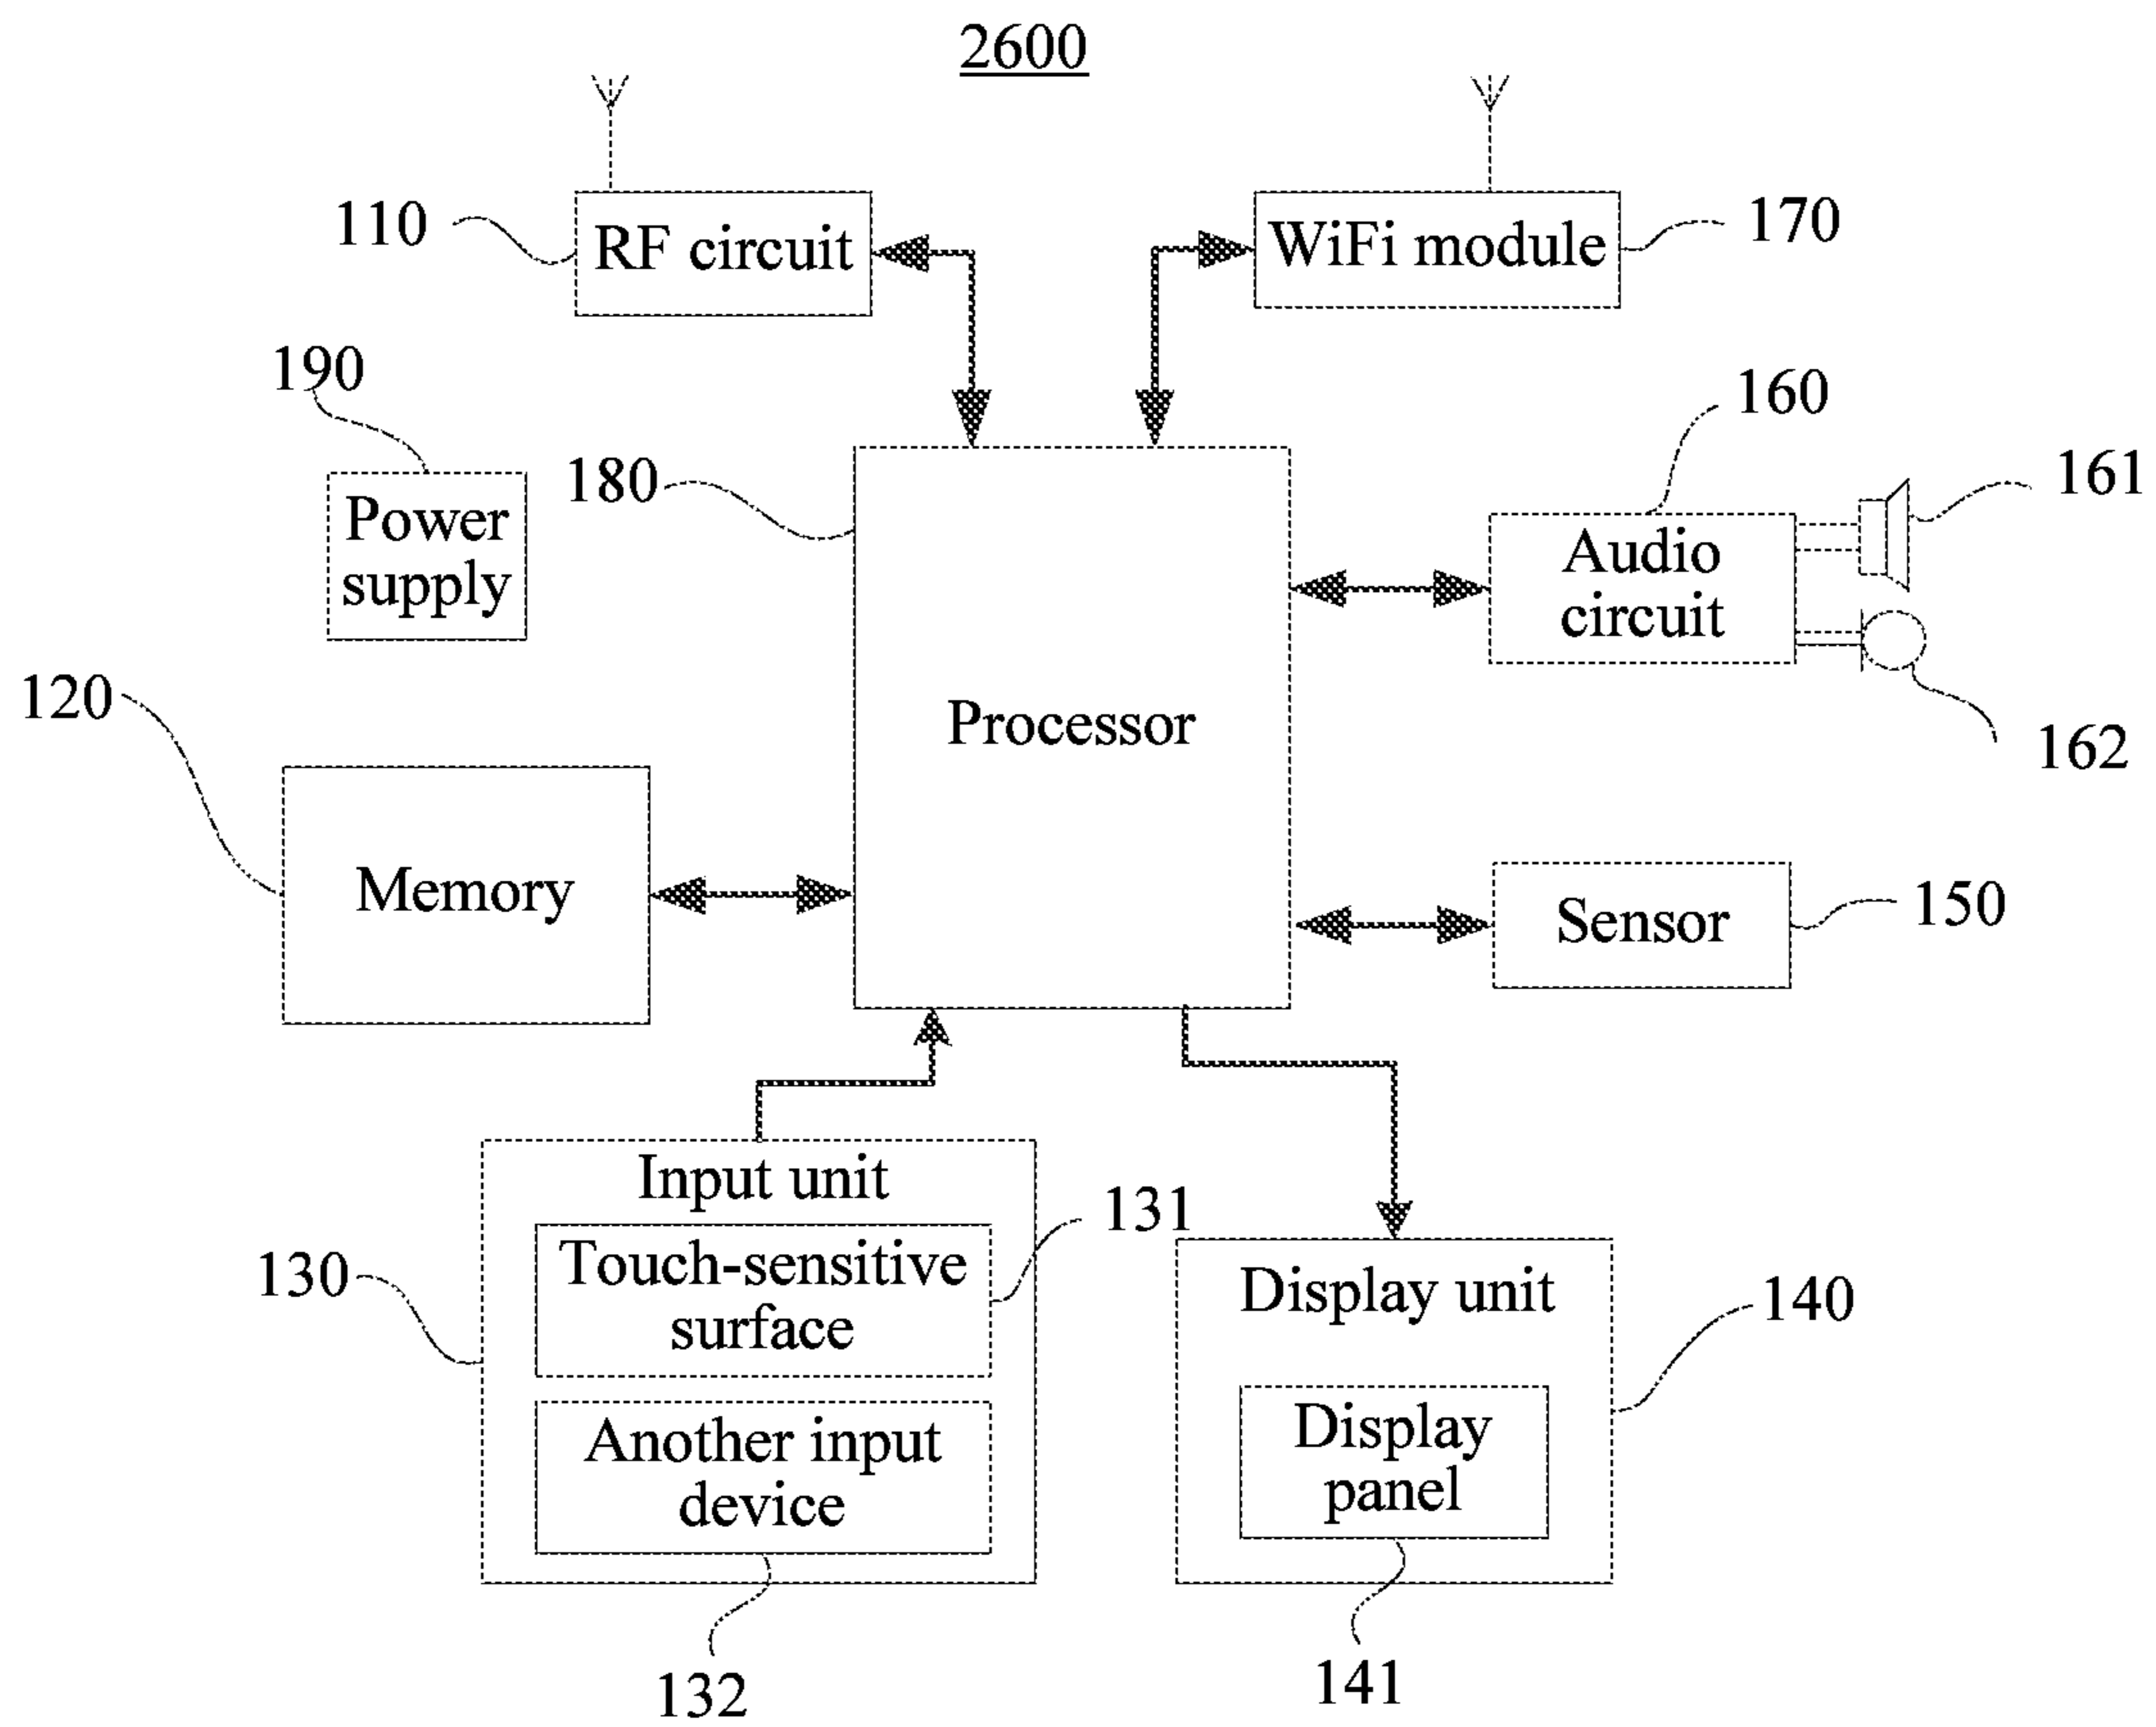 2600
110
RF circuit
WiFi module
170
190
160
180
161
Power
supply
Audio
circuit
120
Processor
162
Memory
Sensor
150
Input unit
131
130
Touch-sensitive
surface
Display unit
140
Another input
device
Display
panel
132
141